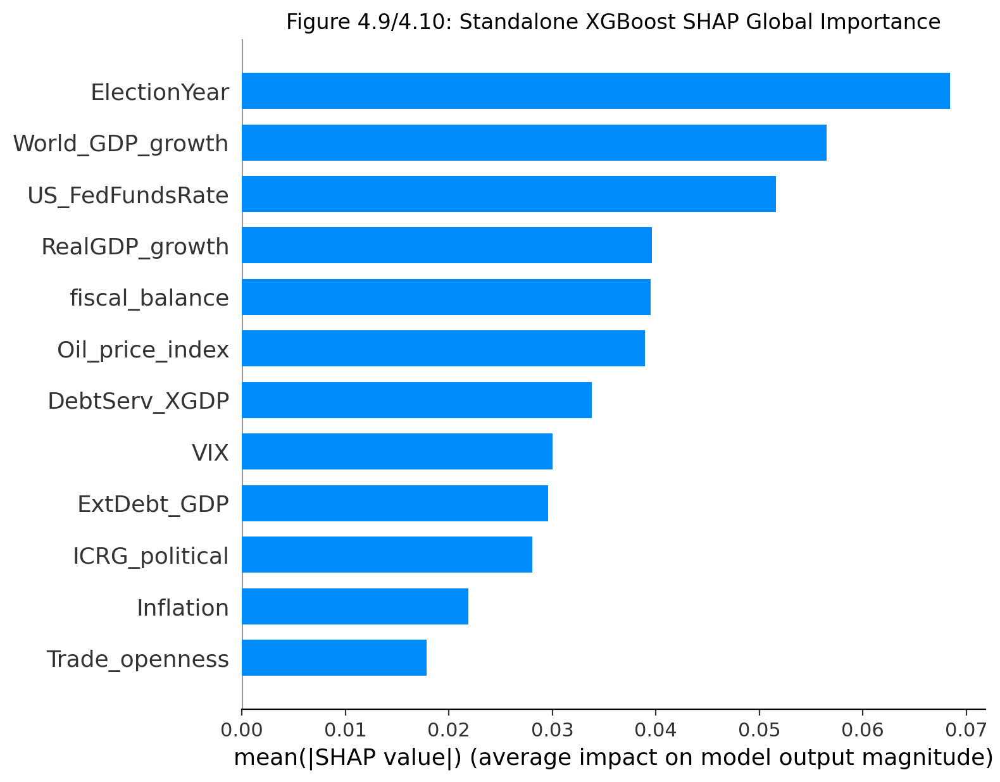 Figure 4.9/4.10: Standalone XGBoost SHAP Global Importance
ElectionYear
World_GDP_growth
US_FedFundsRate
RealGDP_growth
fiscal_balance
Oil_price_index
DebtServ_XGDP
VIX
ExtDebt_GDP
ICRG_political
Inflation
Trade_openness
0.00 0.01 0.02 0.03 0.04 0.05 0.06 0.07
mean(|SHAP value|) (average impact on model output magnitude)